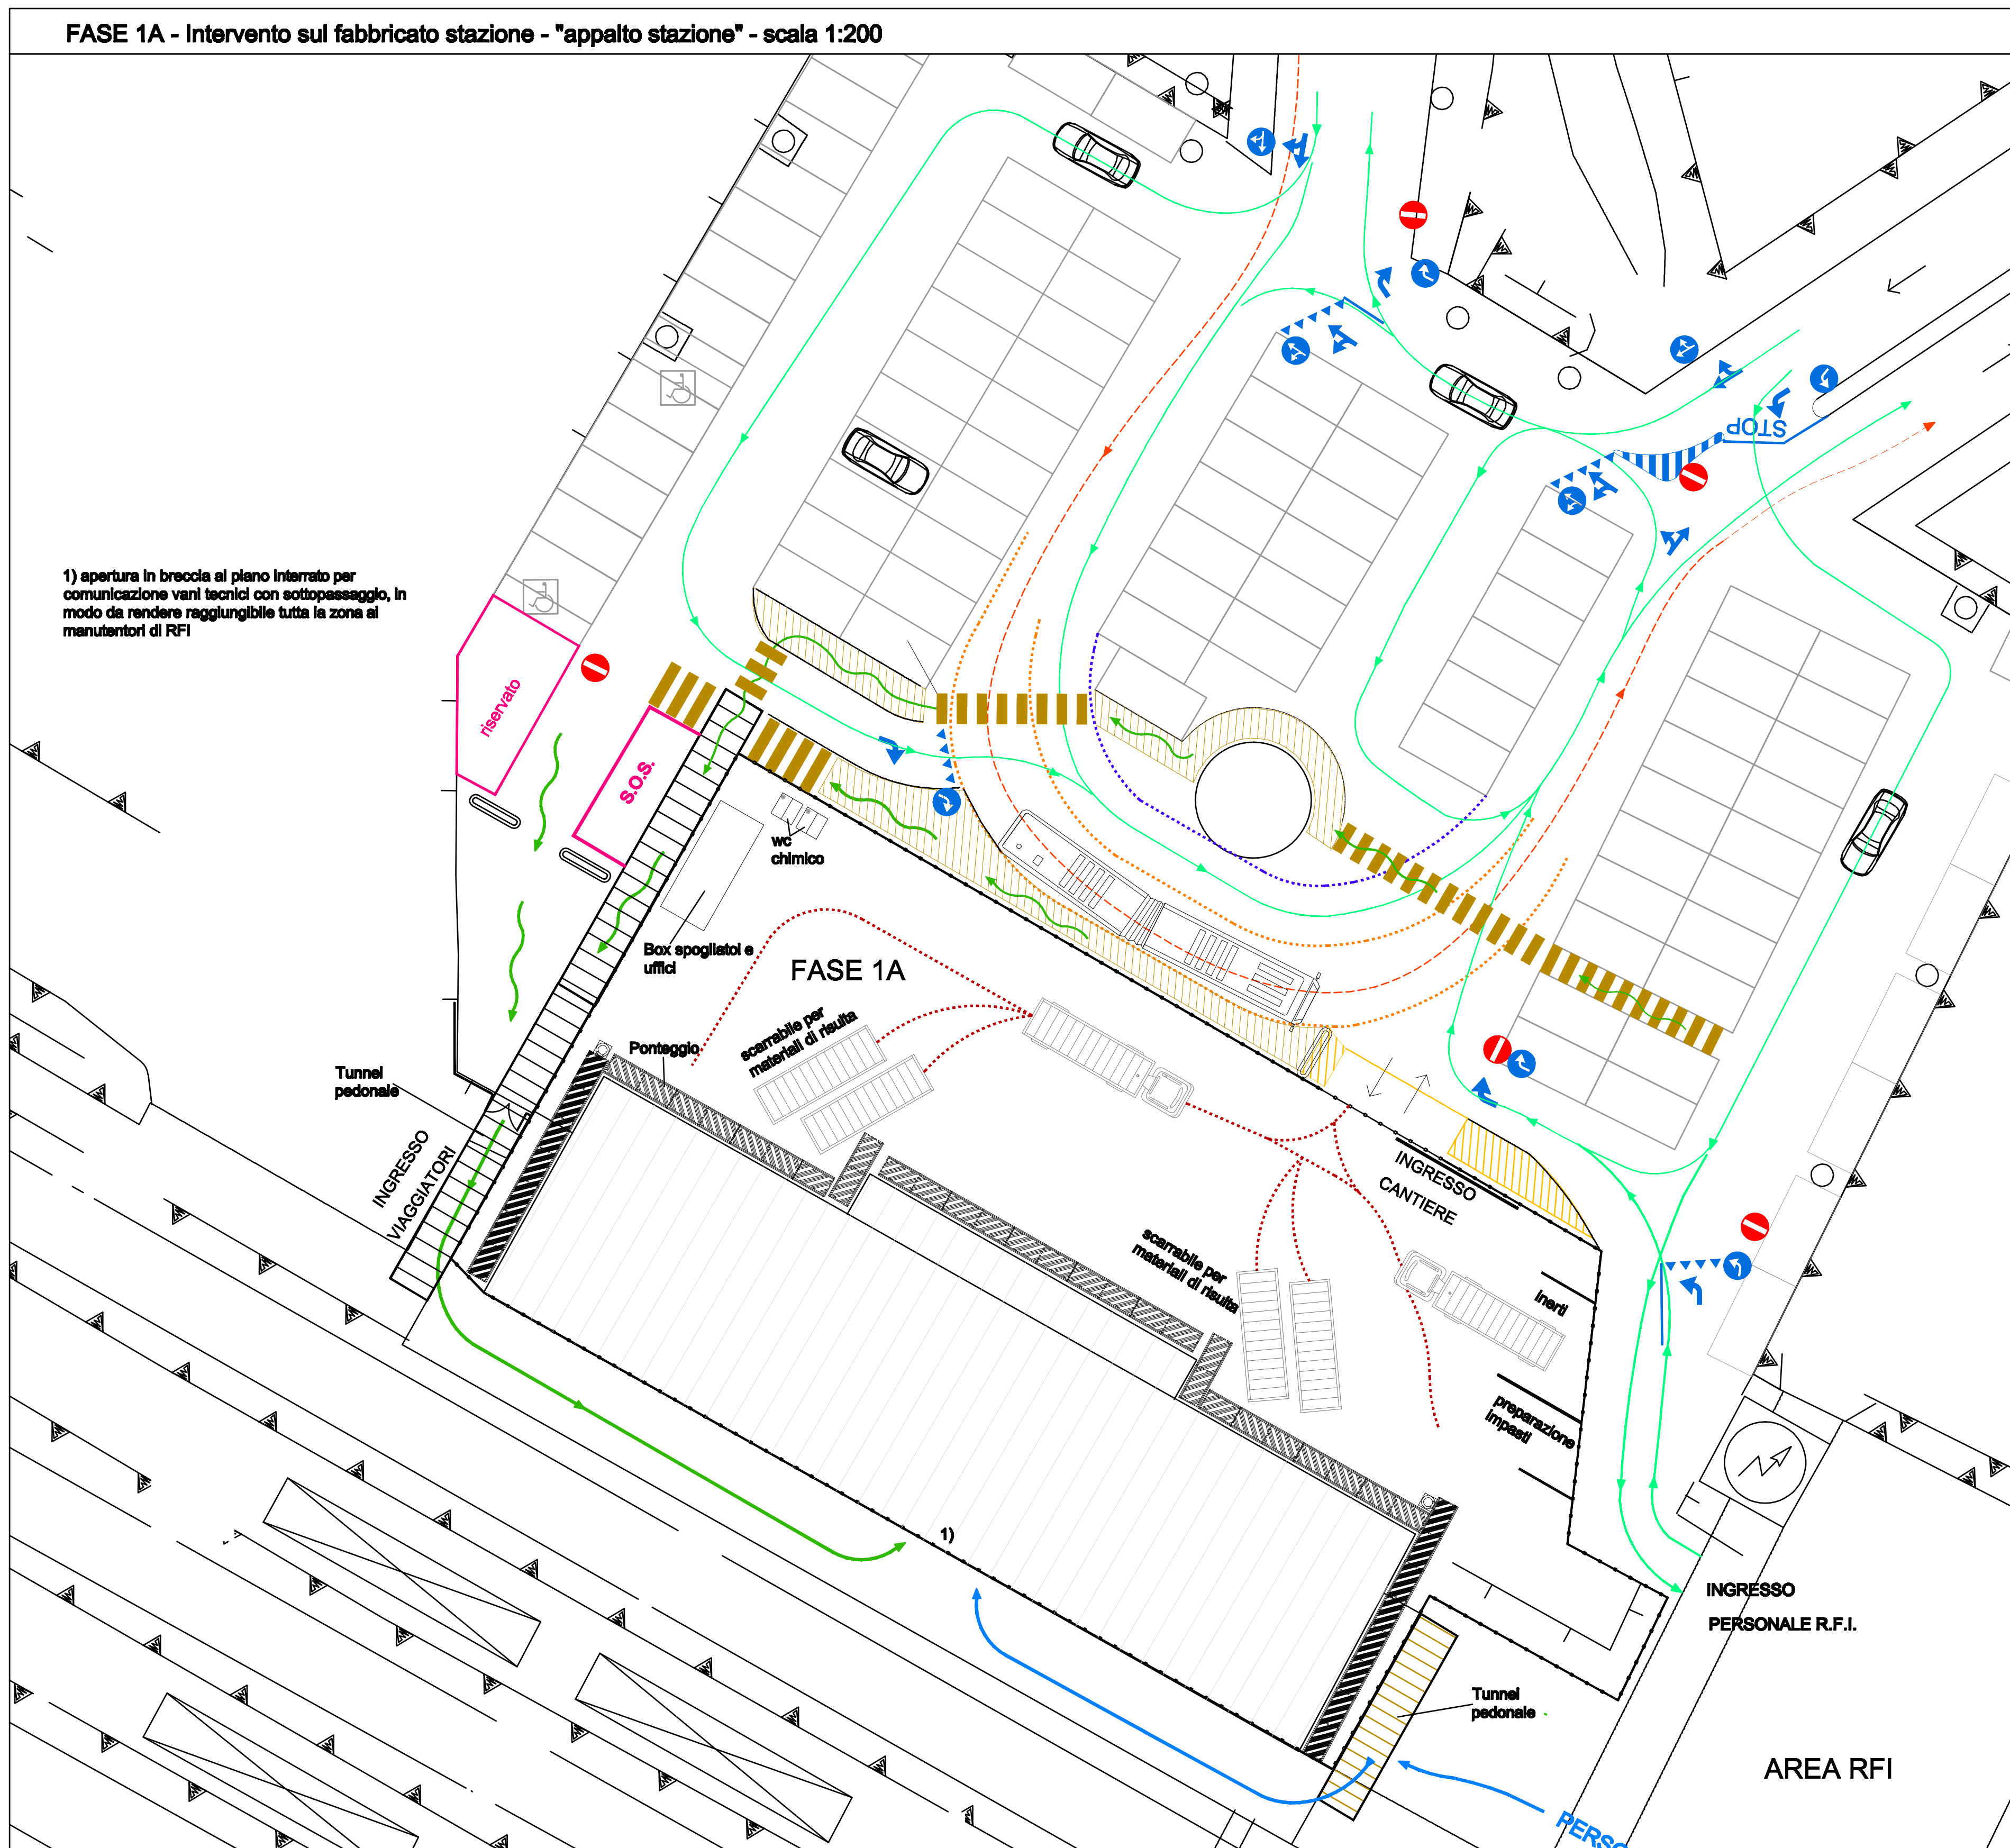 FASE 1A - Intervento sul fabbricato stazione - "appalto stazione" - scala 1:200
STOP
1) apertura in breccia al piano interrato per
comunicazione vani tecnici con sottopassaggio, in
modo da rendere raggiungibile tutta la zona ai
manutentori di RFI
riservato
S.O.S.
wc
chimico
Box spogliatoi e
uffici
FASE 1A
scarrabile per
materiali di risulta
Ponteggio
Tunnel
pedonale
INGRESSO
VIAGGIATORI
INGRESSO
CANTIERE
scarrabile per
materiali di risulta
inerti
preparazione
impasti
1)
INGRESSO
PERSONALE R.F.I.
Tunnel
pedonale
AREA RFI